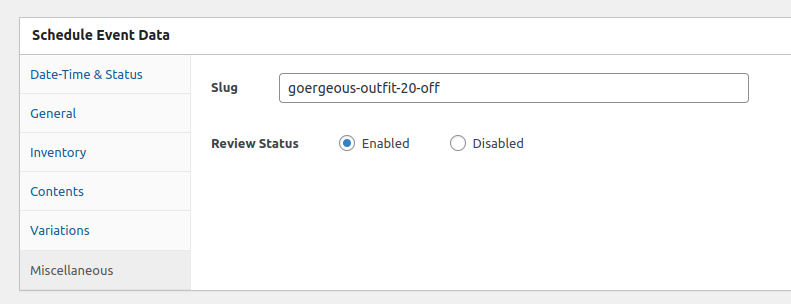 Schedule Event Data
Date-Time & Status
General
Inventory
Contents
Variations
Miscellaneous
Slug
goergeous-outfit-20-off
Review Status
Enabled
Disabled